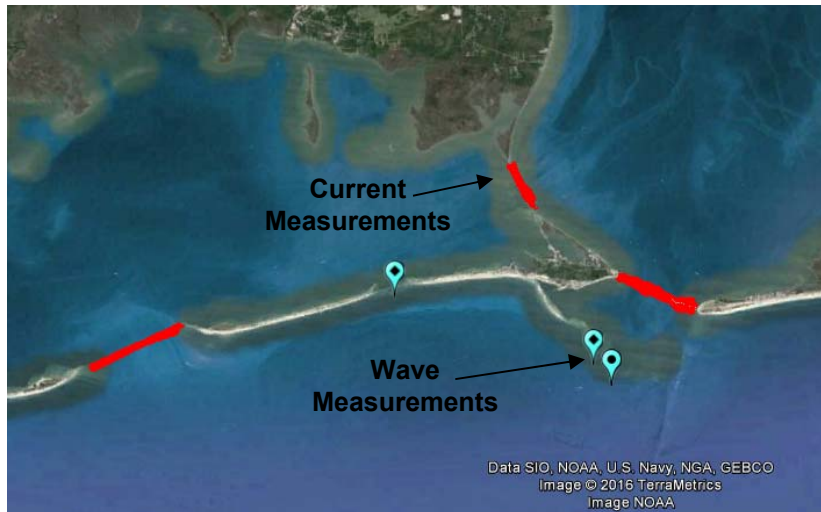 Current
Measurements
Wave
Measurements
Data SIO, NOAA, U.S. Navy, NGA, GEBCO
Image © 2016 TerraMetrics
Image NOAA